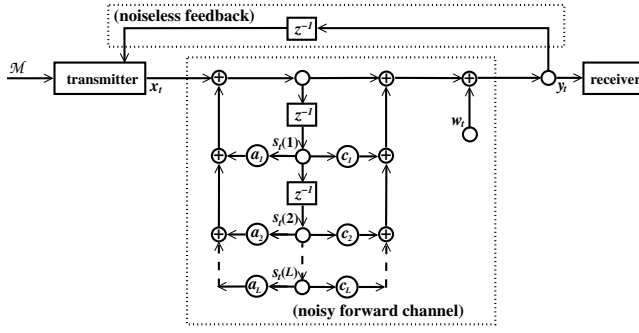 (noiseless feedback)
z⁻¹
ℳ
transmitter
xₜ
yₜ
receiver
z⁻¹
wₜ
sₜ(1)
a₁
c₁
z⁻¹
sₜ(2)
a₂
c₂
sₜ(L)
a_L
c_L
(noisy forward channel)